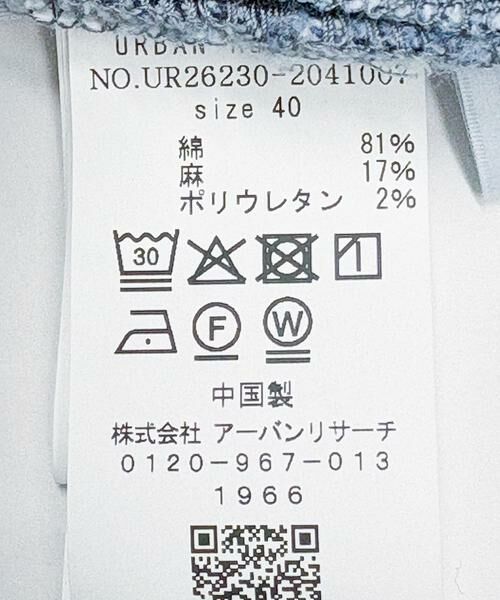 URBAN
NO.UR26230-2041007
size 40
綿 81%
麻 17%
ポリウレタン 2%
30
F W
中国製
株式会社 アーバンリサーチ
0120-967-013
1966